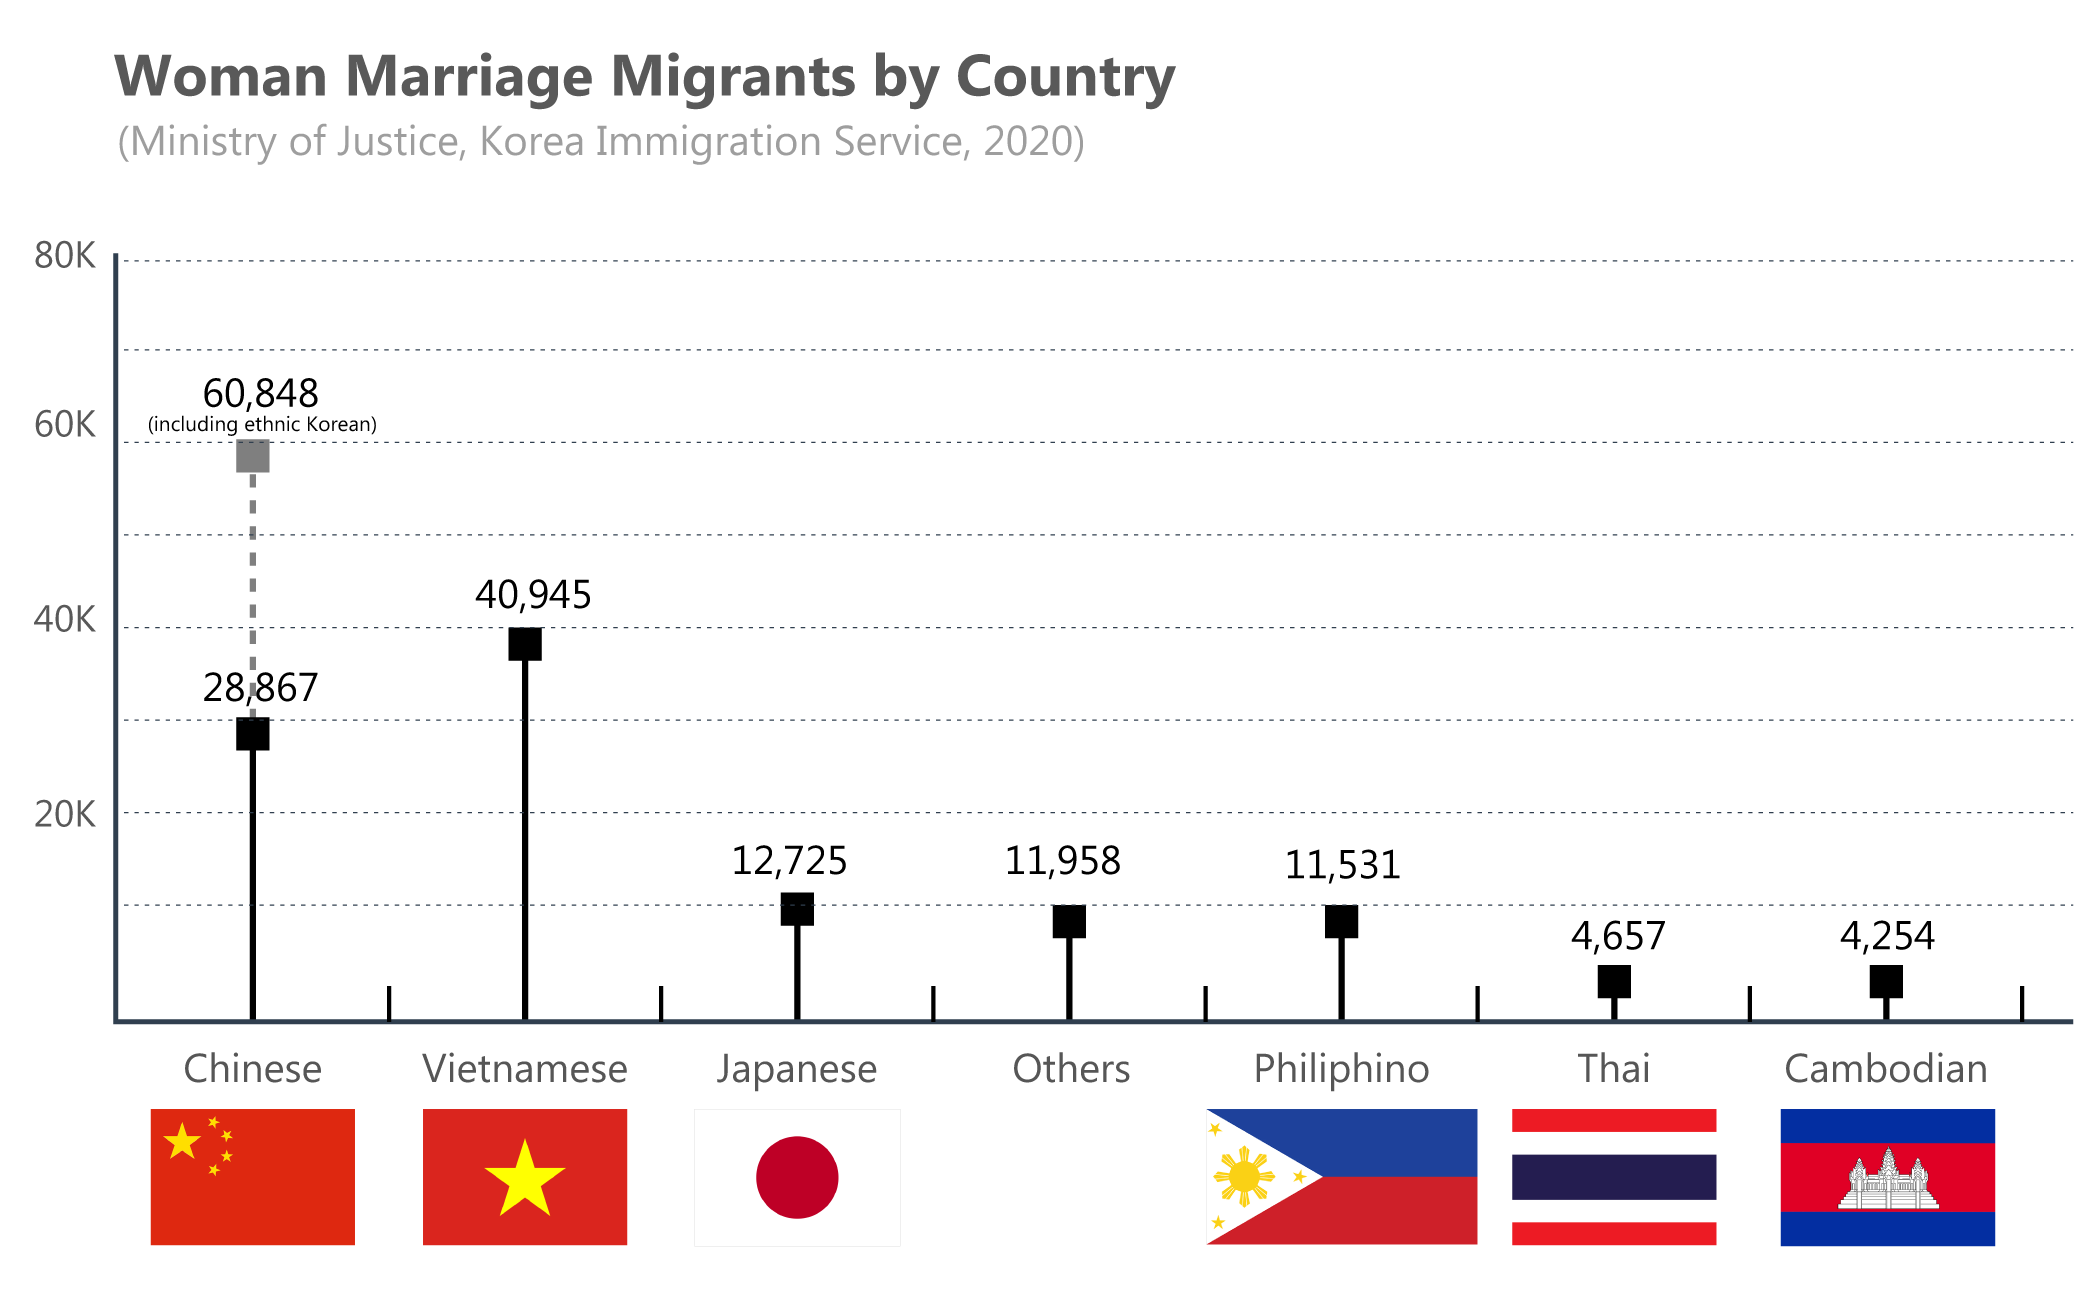 Woman Marriage Migrants by Country
(Ministry of Justice, Korea Immigration Service, 2020)
80K
60K
40K
20K
60,848
(including ethnic Korean)
28,867
40,945
12,725
11,958
11,531
4,657
4,254
Chinese
Vietnamese
Japanese
Others
Philiphino
Thai
Cambodian